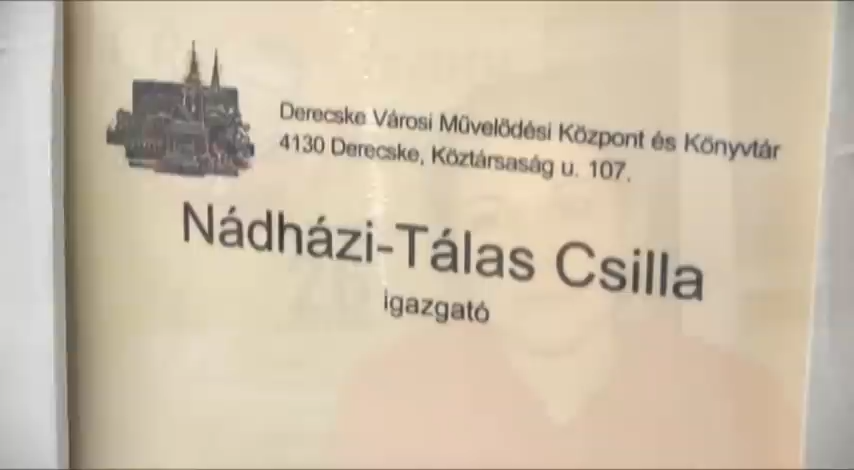 Derecske Városi Művelődési Központ és Könyvtár
4130 Derecske, Köztársaság u. 107.
Nádházi-Tálas Csilla
igazgató